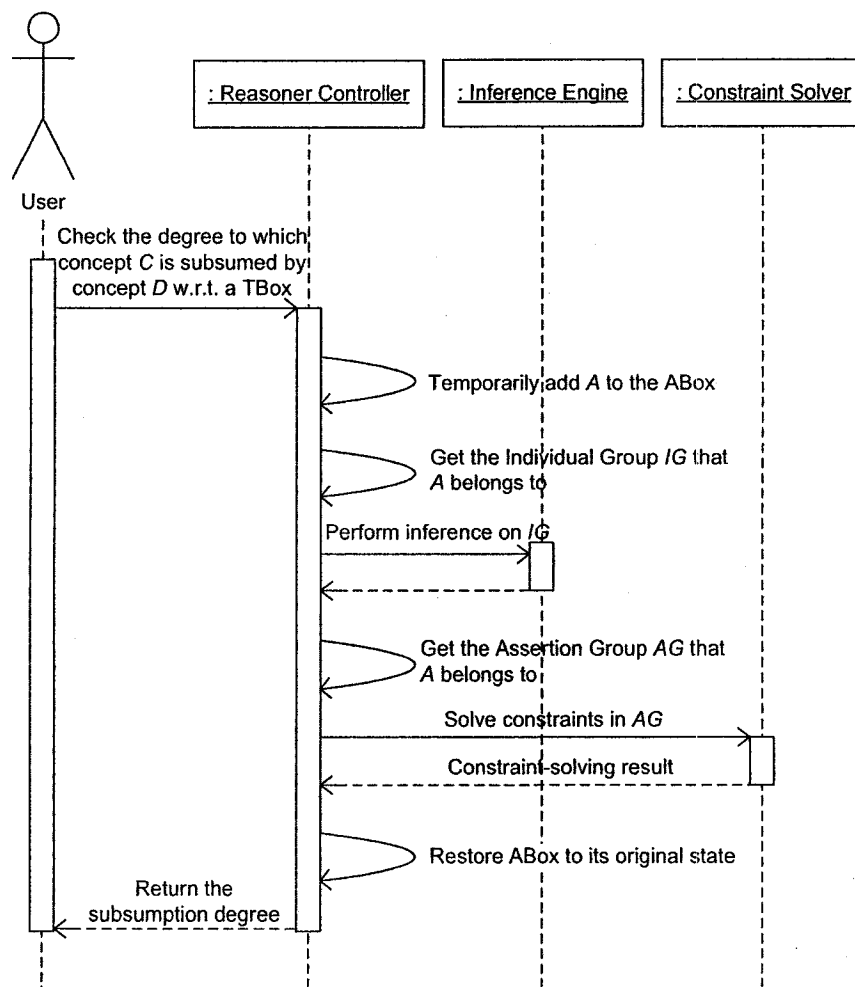 : Reasoner Controller
: Inference Engine
: Constraint Solver
User
Check the degree to which
concept C is subsumed by
concept D w.r.t. a TBox
Temporarily add A to the ABox
Get the Individual Group IG that
A belongs to
Perform inference on IG
Get the Assertion Group AG that
A belongs to
Solve constraints in AG
Constraint-solving result
Restore ABox to its original state
Return the
subsumption degree